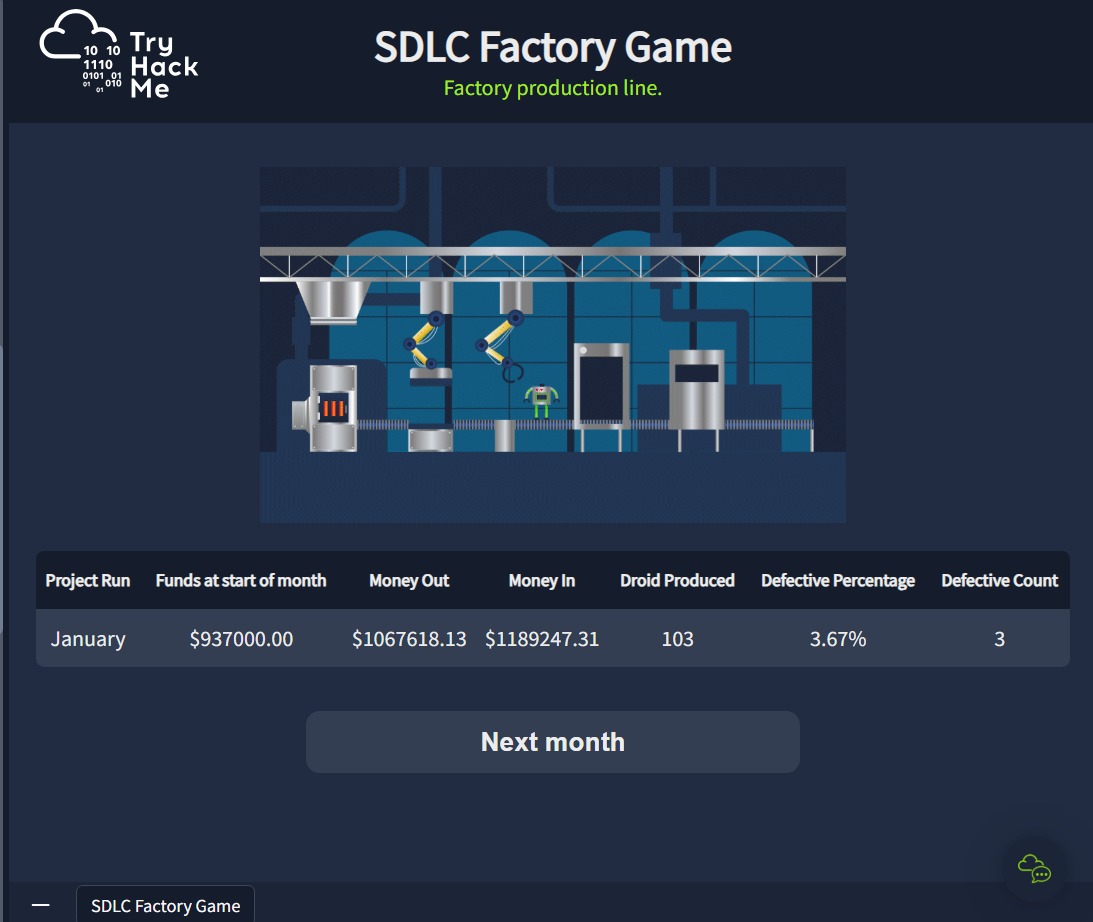 10 10
1110
0101 01
01 010
01
Try
Hack
Me
SDLC Factory Game
Factory production line.
Project Run Funds at start of month Money Out Money In Droid Produced Defective Percentage Defective Count
January $937000.00 $1067618.13 $1189247.31 103 3.67% 3
Next month
SDLC Factory Game